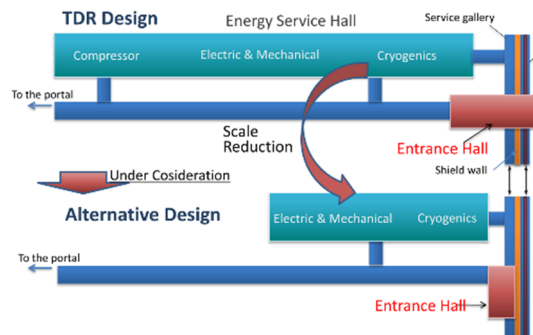 TDR Design
Energy Service Hall
Service gallery
Compressor
Electric & Mechanical
Cryogenics
To the portal
Scale
Reduction
Entrance Hall
Shield wall
Under Cosideration
Alternative Design
Electric & Mechanical
Cryogenics
To the portal
Entrance Hall